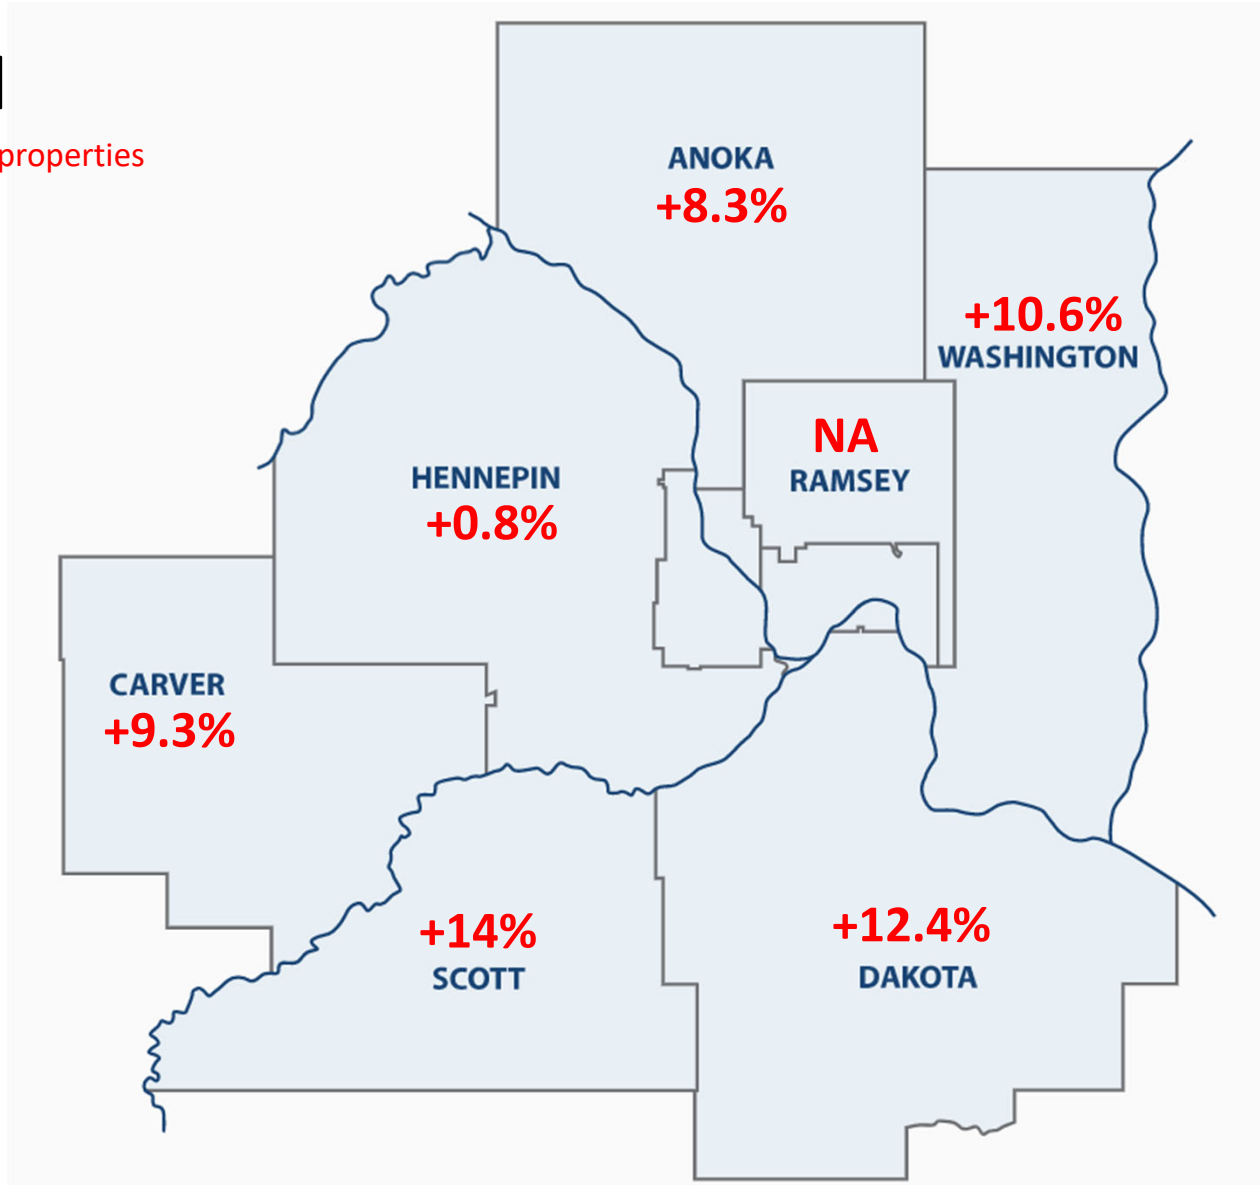 properties
ANOKA
+8.3%
+10.6%
WASHINGTON
NA
RAMSEY
HENNEPIN
+0.8%
CARVER
+9.3%
+14%
SCOTT
+12.4%
DAKOTA